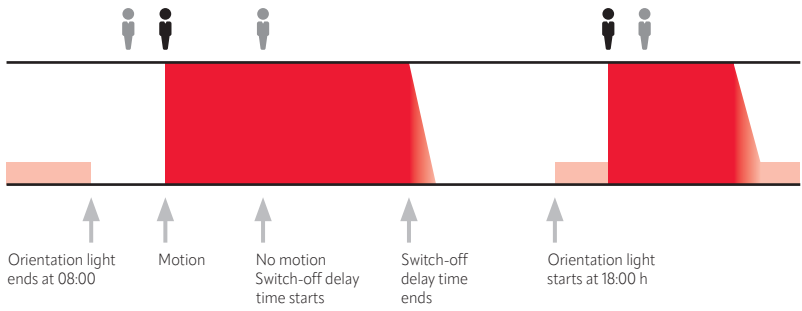 Orientation light
ends at 08:00
Motion
No motion
Switch-off delay
time starts
Switch-off
delay time
ends
Orientation light
starts at 18:00 h